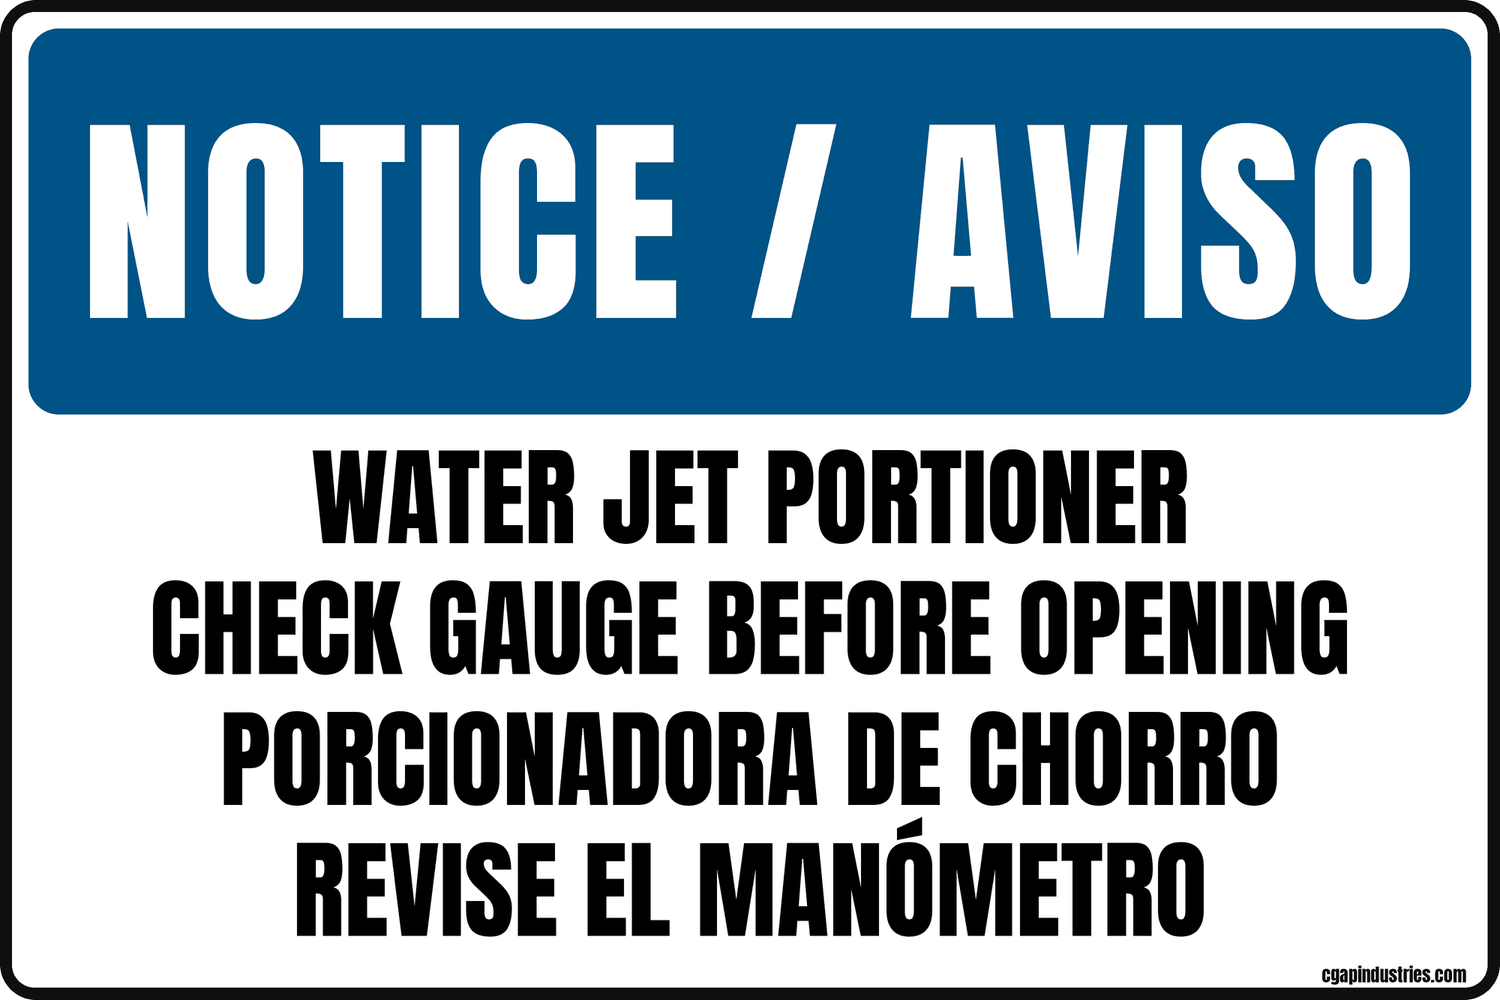 NOTICE / AVISO
WATER JET PORTIONER
CHECK GAUGE BEFORE OPENING
PORCIONADORA DE CHORRO
REVISE EL MANÓMETRO
cgapindustries.com